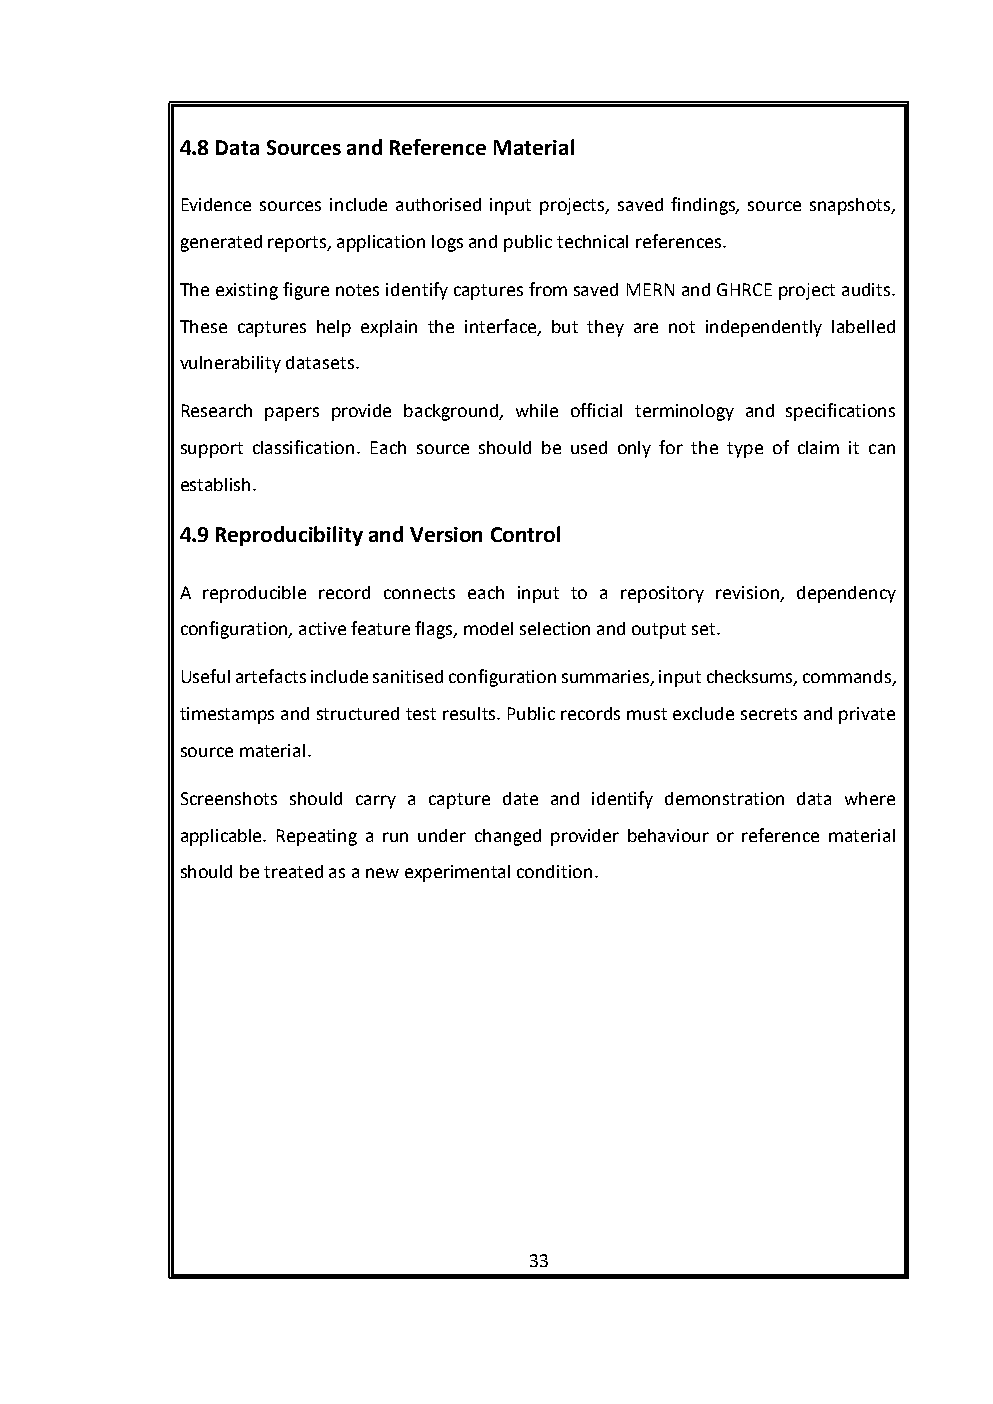 4.8 Data Sources and Reference Material
Evidence sources include authorised input projects, saved findings, source snapshots,
generated reports, application logs and public technical references.
The existing figure notes identify captures from saved MERN and GHRCE project audits.
These captures help explain the interface, but they are not independently labelled
vulnerability datasets.
Research papers provide background, while official terminology and specifications
support classification. Each source should be used only for the type of claim it can
establish.
4.9 Reproducibility and Version Control
A reproducible record connects each input to a repository revision, dependency
configuration, active feature flags, model selection and output set.
Useful artefacts include sanitised configuration summaries, input checksums, commands,
timestamps and structured test results. Public records must exclude secrets and private
source material.
Screenshots should carry a capture date and identify demonstration data where
applicable. Repeating a run under changed provider behaviour or reference material
should be treated as a new experimental condition.
33